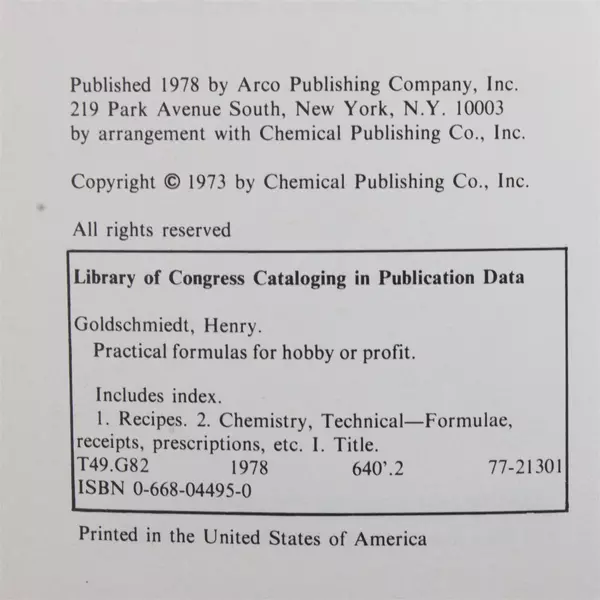 Published 1978 by Arco Publishing Company, Inc.
219 Park Avenue South, New York, N.Y. 10003
by arrangement with Chemical Publishing Co., Inc.
Copyright © 1973 by Chemical Publishing Co., Inc.
All rights reserved
Library of Congress Cataloging in Publication Data
Goldschmiedt, Henry.
Practical formulas for hobby or profit.
Includes index.
1. Recipes. 2. Chemistry, Technical—Formulae,
receipts, prescriptions, etc. I. Title.
T49.G82 1978 640'.2 77-21301
ISBN 0-668-04495-0
Printed in the United States of America